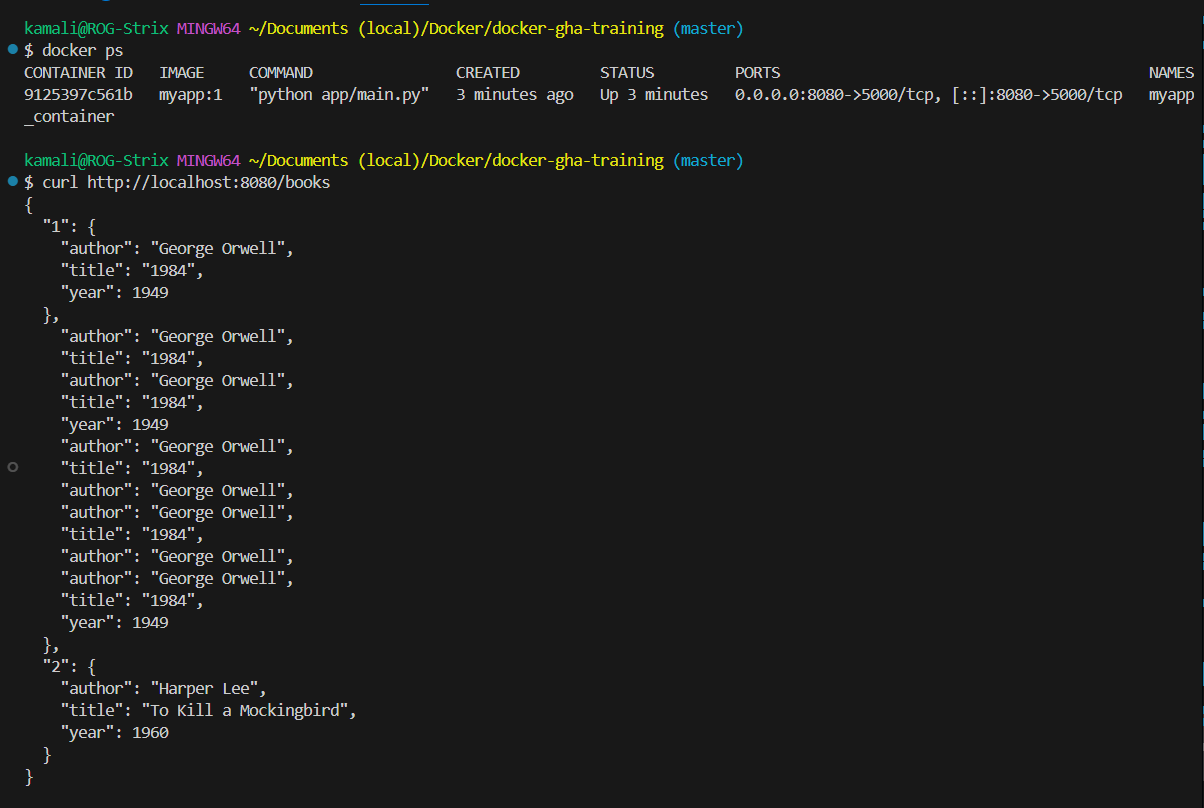 kamali@ROG-Strix MINGW64 ~/Documents (local)/Docker/docker-gha-training (master)
$ docker ps
CONTAINER ID   IMAGE     COMMAND                CREATED         STATUS         PORTS                                         NAMES
9125397c561b   myapp:1   "python app/main.py"   3 minutes ago   Up 3 minutes   0.0.0.0:8080->5000/tcp, [::]:8080->5000/tcp   myapp
_container
kamali@ROG-Strix MINGW64 ~/Documents (local)/Docker/docker-gha-training (master)
$ curl http://localhost:8080/books
{
  "1": {
    "author": "George Orwell",
    "title": "1984",
    "year": 1949
  },
    "author": "George Orwell",
    "title": "1984",
    "author": "George Orwell",
    "title": "1984",
    "year": 1949
    "author": "George Orwell",
    "title": "1984",
    "author": "George Orwell",
    "author": "George Orwell",
    "title": "1984",
    "author": "George Orwell",
    "author": "George Orwell",
    "title": "1984",
    "year": 1949
  },
  "2": {
    "author": "Harper Lee",
    "title": "To Kill a Mockingbird",
    "year": 1960
  }
}